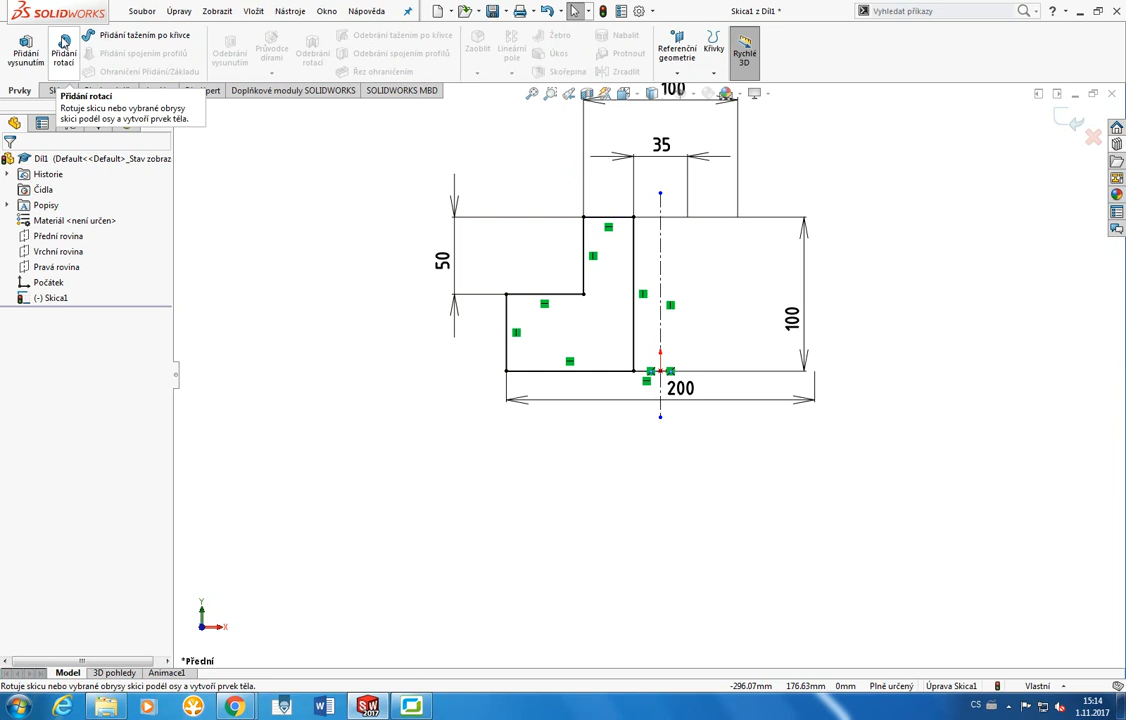 SOLIDWORKS
Soubor
Úpravy
Zobrazit
Vložit
Nástroje
Okno
Nápověda
Skica1 z Díl1 *
Vyhledat příkazy
Přidání vysunutím
Přidání rotací
Přidání tažením po křivce
Přidání spojením profilů
Ohraničení Přidání/Základu
Odebrání vysunutím
Průvodce dírami
Odebrání rotací
Odebrání tažením po křivce
Odebrání spojením profilů
Řez ohraničením
Zaoblit
Lineární pole
Žebro
Úkos
Skořepina
Nabalit
Protnout
Zrcadlit
Referenční geometrie
Křivky
Rychlé 3D
Prvky
Doplňkové moduly SOLIDWORKS
SOLIDWORKS MBD
Přidání rotací
Rotuje skicu nebo vybrané obrysy
skici podél osy a vytvoří prvek těla.
Díl1 (Default<<Default>_Stav zobraz
Historie
Čidla
Popisy
Materiál <není určen>
Přední rovina
Vrchní rovina
Pravá rovina
Počátek
(-) Skica1
100
35
50
100
200
Y
X
*Přední
Model
3D pohledy
Animace1
Rotuje skicu nebo vybrané obrysy skici podél osy a vytvoří prvek těla.
-296.07mm
176.63mm
0mm
Plně určený
Úprava Skica1
Vlastní
CS
15:14
1.11.2017